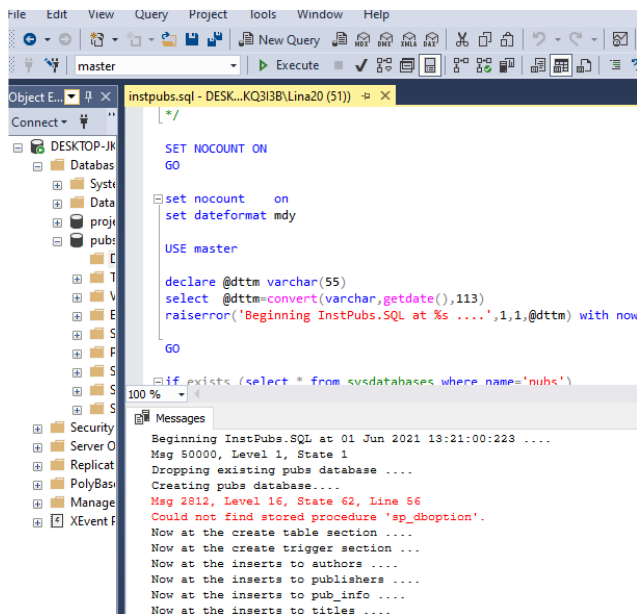 File Edit View Query Project Tools Window Help
New Query MDX DMX XMLA DAX
master Execute
Object E...
instpubs.sql - DESK...KQ3I3B\Lina20 (51))
Connect
*/
DESKTOP-JK
Databas
Syste
Data
proje
pubs
D
T
V
E
S
P
S
S
S
Security
Server O
Replicat
PolyBas
Manage
XEvent P
SET NOCOUNT ON
GO
set nocount on
set dateformat mdy
USE master
declare @dttm varchar(55)
select @dttm=convert(varchar,getdate(),113)
raiserror('Beginning InstPubs.SQL at %s ....',1,1,@dttm) with now
GO
if exists (select * from sysdatabases where name='pubs')
100 %
Messages
Beginning InstPubs.SQL at 01 Jun 2021 13:21:00:223 ....
Msg 50000, Level 1, State 1
Dropping existing pubs database ....
Creating pubs database....
Msg 2812, Level 16, State 62, Line 56
Could not find stored procedure 'sp_dboption'.
Now at the create table section ....
Now at the create trigger section ...
Now at the inserts to authors ....
Now at the inserts to publishers ....
Now at the inserts to pub_info ....
Now at the inserts to titles ....